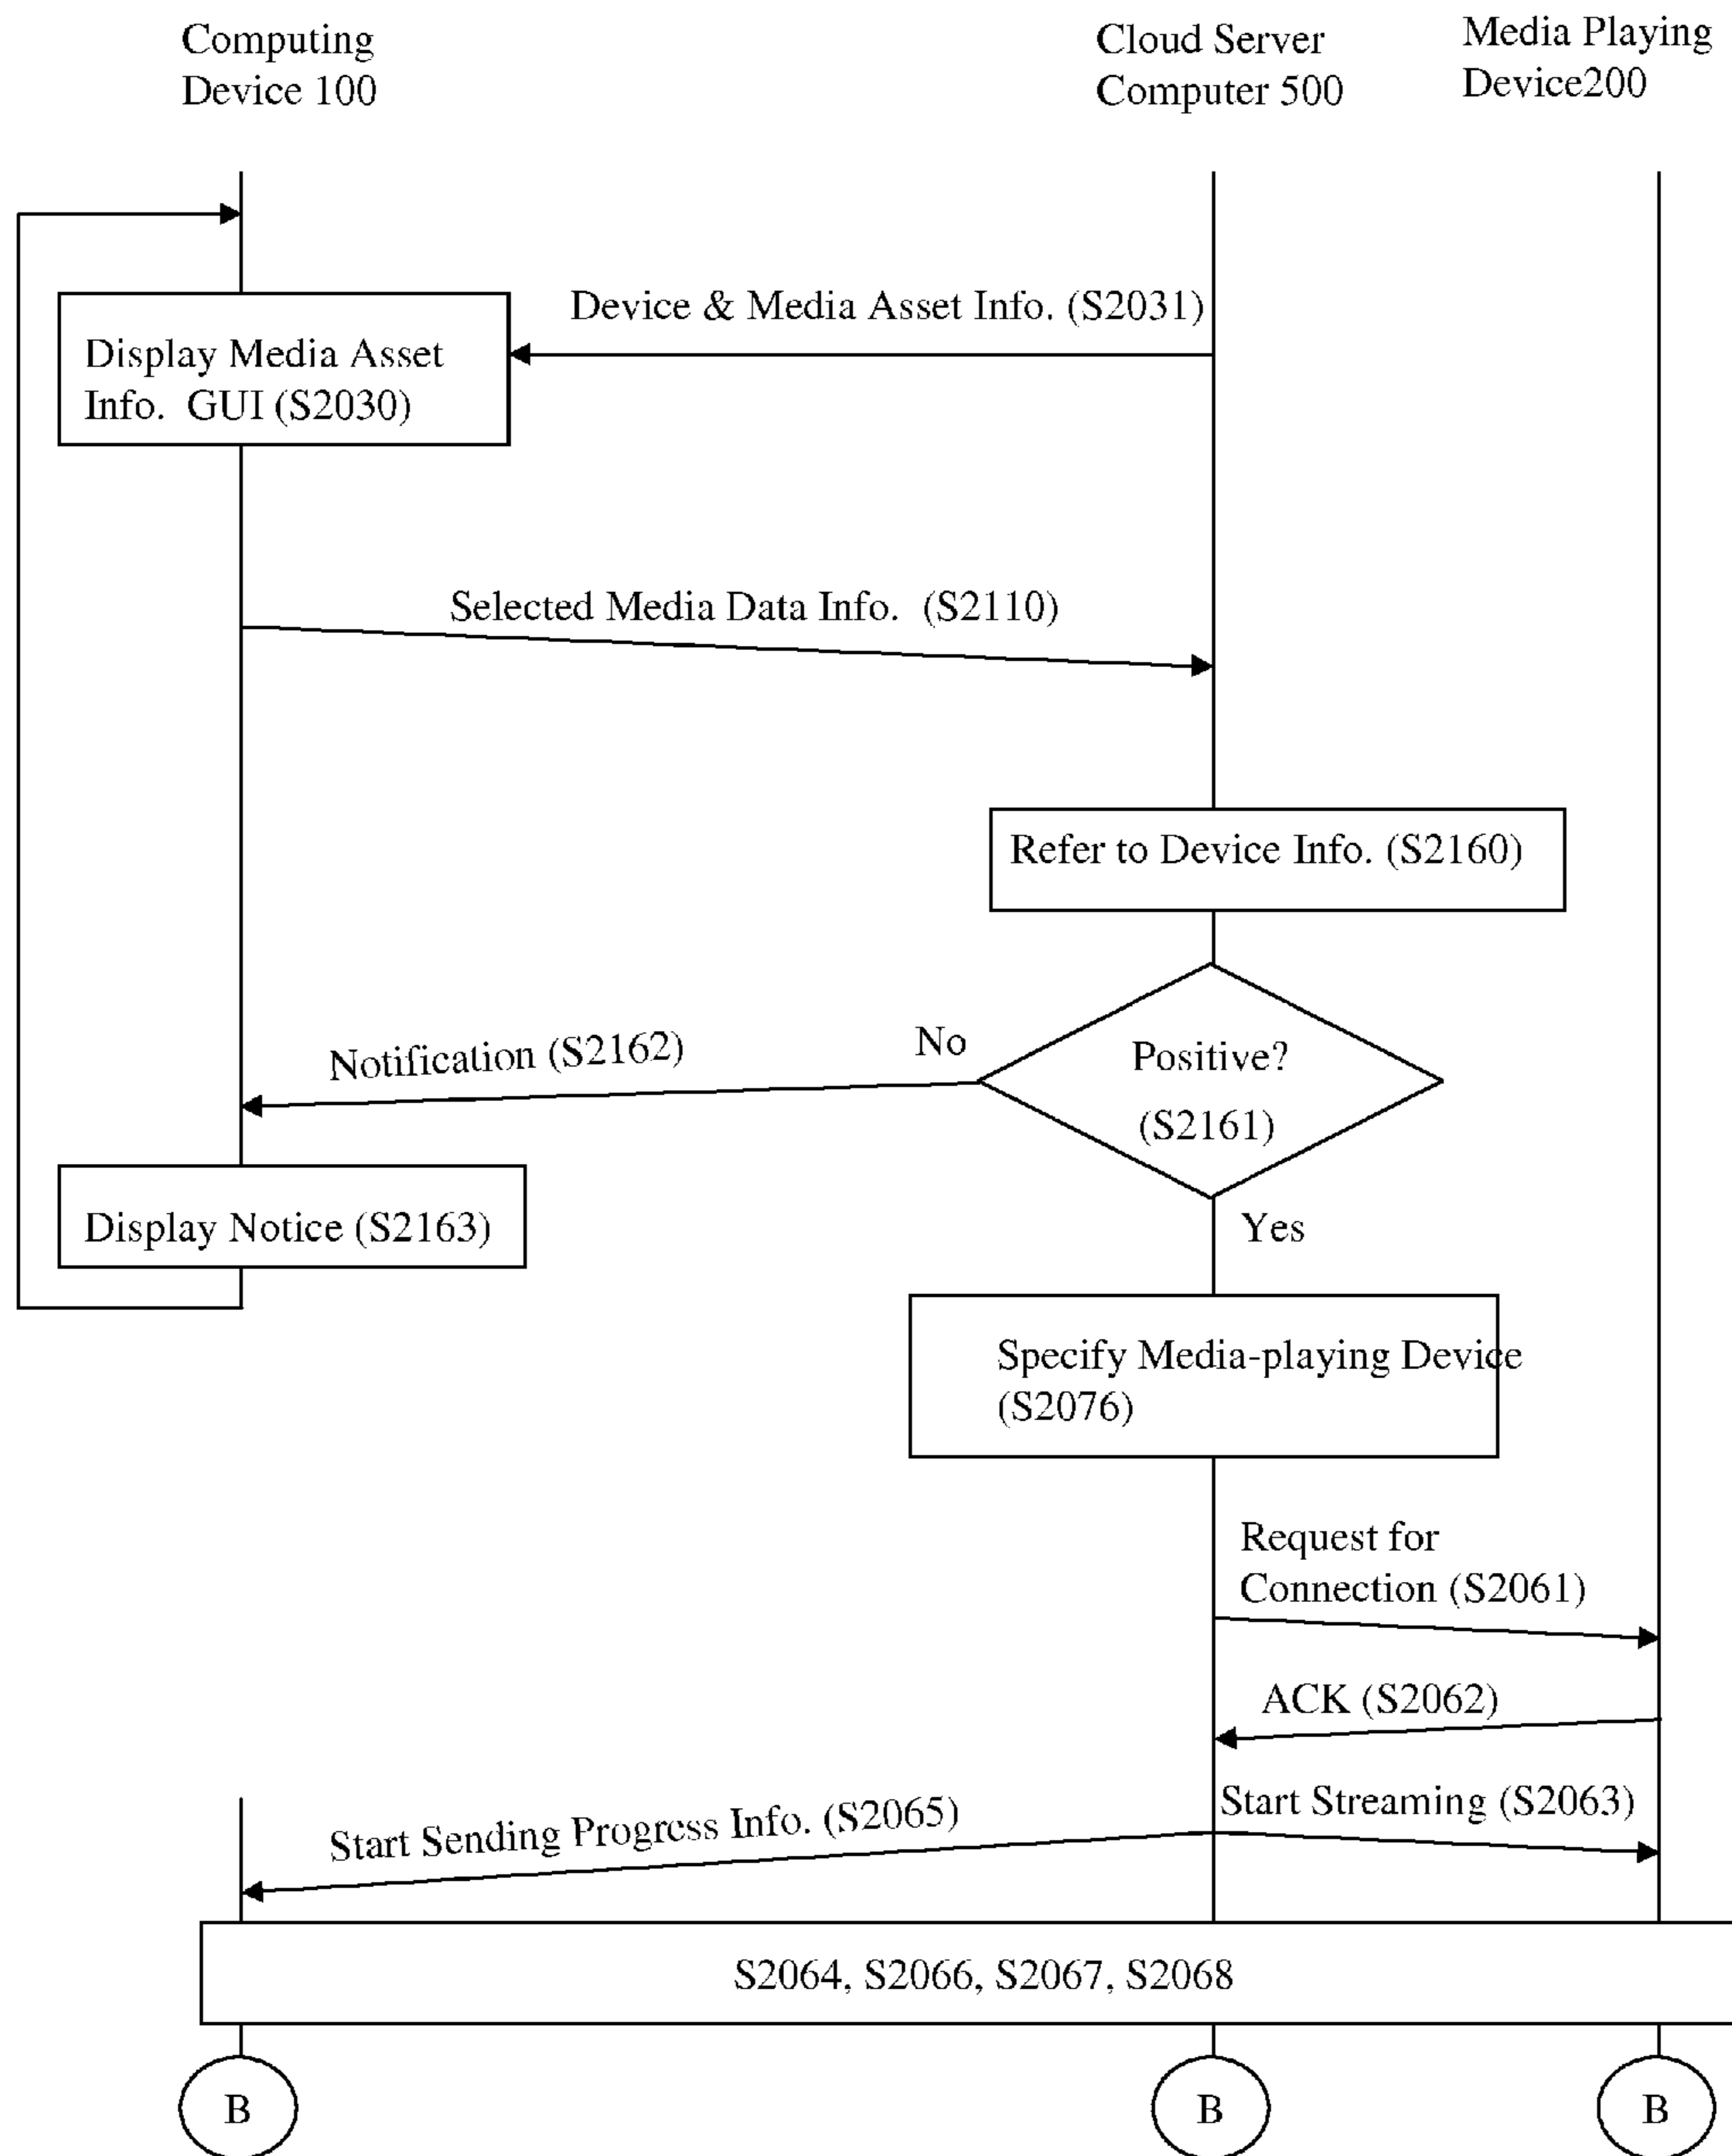 Computing
Device 100
Cloud Server
Computer 500
Media Playing
Device200
Device & Media Asset Info. (S2031)
Display Media Asset
Info.  GUI (S2030)
Selected Media Data Info.  (S2110)
Refer to Device Info. (S2160)
Notification (S2162)
No
Positive?
(S2161)
Display Notice (S2163)
Yes
Specify Media-playing Device
(S2076)
Request for
Connection (S2061)
ACK (S2062)
Start Streaming (S2063)
Start Sending Progress Info. (S2065)
S2064, S2066, S2067, S2068
B
B
B